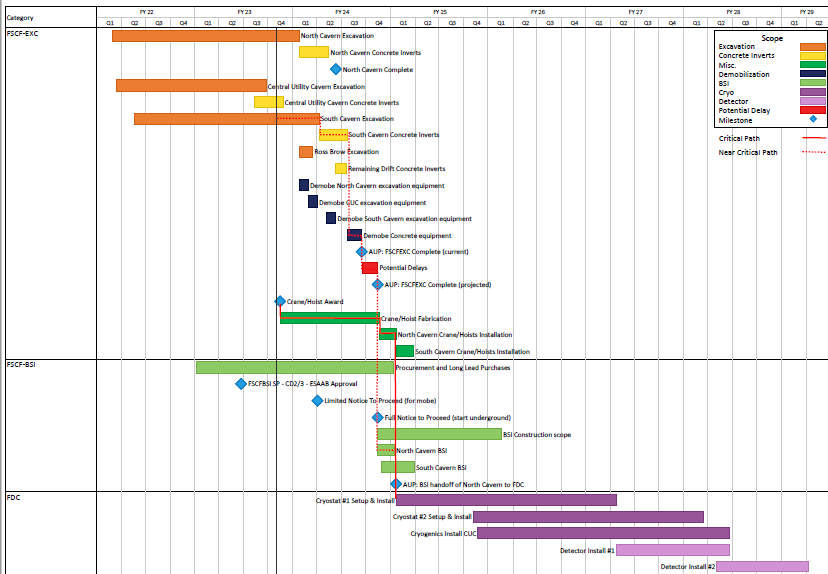 Category
FY 22 FY 23 FY 24 FY 25 FY 26 FY 27 FY 28 FY 29
Q1 Q2 Q3 Q4 Q1 Q2 Q3 Q4 Q1 Q2 Q3 Q4 Q1 Q2 Q3 Q4 Q1 Q2 Q3 Q4 Q1 Q2 Q3 Q4 Q1 Q2 Q3 Q4 Q1 Q2
FSCF-EXC
North Cavern Excavation
North Cavern Concrete Inverts
North Cavern Complete
Central Utility Cavern Excavation
Central Utility Cavern Concrete Inverts
South Cavern Excavation
South Cavern Concrete Inverts
Ross Brow Excavation
Remaining Drift Concrete Inverts
Demobe North Cavern excavation equipment
Demobe CUC excavation equipment
Demobe South Cavern excavation equipment
Demobe Concrete equipment
AUP: FSCFEXC Complete (current)
Potential Delays
AUP: FSCFEXC Complete (projected)
Crane/Hoist Award
Crane/Hoist Fabrication
North Cavern Crane/Hoists Installation
South Cavern Crane/Hoists Installation
FSCF-BSI
Procurement and Long Lead Purchases
FSCFBSI SP - CD2/3 - ESAAB Approval
Limited Notice To Proceed (for mobe)
Full Notice to Proceed (start underground)
BSI Construction scope
North Cavern BSI
South Cavern BSI
AUP: BSI handoff of North Cavern to FDC
FDC
Cryostat #1 Setup & Install
Cryostat #2 Setup & Install
Cryogenics Install CUC
Detector Install #1
Detector Install #2
Scope
Excavation
Concrete Inverts
Misc.
Demobilization
BSI
Cryo
Detector
Potential Delay
Milestone
Critical Path
Near Critical Path